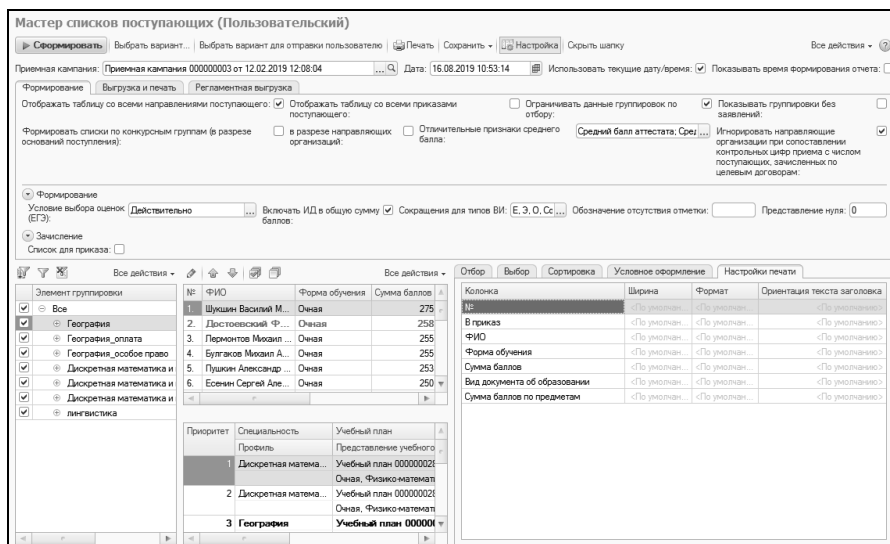 Мастер списков поступающих (Пользовательский)
Сформировать Выбрать вариант... Выбрать вариант для отправки пользователю Печать Сохранить Настройка Скрыть шапку Все действия
Приемная кампания: Приемная кампания 000000003 от 12.02.2019 12:08:04 ... Дата: 16.08.2019 10:53:14 Использовать текущие дату/время: Показывать время формирования отчета:
Формирование Выгрузка и печать Регламентная выгрузка
Отображать таблицу со всеми направлениями поступающего: Отображать таблицу со всеми приказами Ограничивать данные группировок по Показывать группировки без
поступающего: отбору: заявлений:
Формировать списки по конкурсным группам (в разрезе в разрезе направляющих Отличительные признаки среднего Средний балл аттестата; Сред ... Игнорировать направляющие
оснований поступления): организаций: балла: организации при сопоставлении
контрольных цифр приема с числом
поступающих, зачисленных по
целевым договорам:
Формирование
Условие выбора оценок Действительно ... Включать ИД в общую сумму Сокращения для типов ВИ: Е, Э, О, Сс ... Обозначение отсутствия отметки: Представление нуля: 0
(ЕГЭ): баллов:
Зачисление
Список для приказа:
Все действия Все действия Отбор Выбор Сортировка Условное оформление Настройки печати
Элемент группировки № ФИО Форма обучения Сумма баллов Колонка Ширина Формат Ориентация текста заголовка
Все 1. Шукшин Василий М... Очная 275 № <По умолчан... <По умолчан... <По умолчанию>
География 2. Достоевский Ф... Очная 258 В приказ <По умолчан... <По умолчан... <По умолчанию>
География_оплата 3. Лермонтов Михаил ... Очная 255 ФИО <По умолчан... <По умолчан... <По умолчанию>
География_особое право 4. Булгаков Михаил А... Очная 255 Форма обучения <По умолчан... <По умолчан... <По умолчанию>
Дискретная математика и 5. Пушкин Александр ... Очная 253 Сумма баллов <По умолчан... <По умолчан... <По умолчанию>
Дискретная математика и 6. Есенин Сергей Але... Очная 250 Вид документа об образовании <По умолчан... <По умолчан... <По умолчанию>
Дискретная математика и Сумма баллов по предметам <По умолчан... <По умолчан... <По умолчанию>
лингвистика
Приоритет Специальность Учебный план
Профиль Представление учебного
1 Дискретная матема... Учебный план 00000028
Очная, Физико-математи
2 Дискретная матема... Учебный план 00000028
Очная, Физико-математи
3 География Учебный план 00000